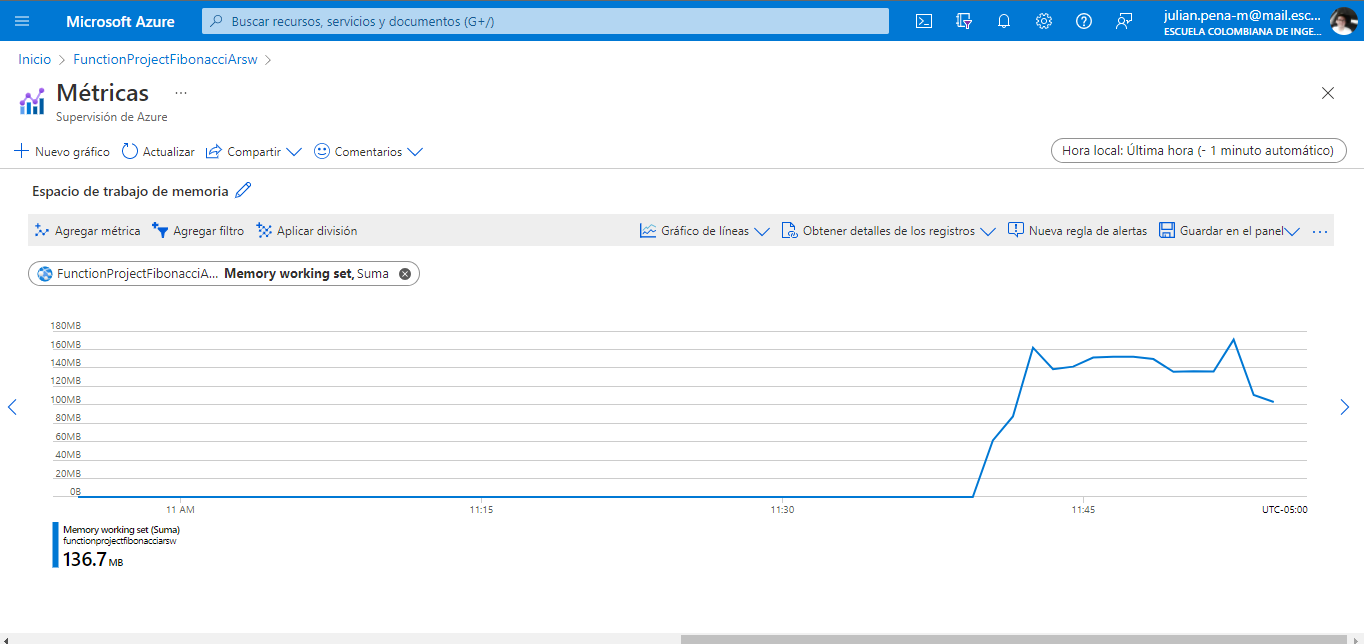 Microsoft Azure
Buscar recursos, servicios y documentos (G+/)
julian.pena-m@mail.esc...
ESCUELA COLOMBIANA DE INGE...
Inicio > FunctionProjectFibonacciArsw >
Métricas ...
Supervisión de Azure
Nuevo gráfico Actualizar Compartir Comentarios
Hora local: Última hora (- 1 minuto automático)
Espacio de trabajo de memoria
Agregar métrica Agregar filtro Aplicar división Gráfico de líneas Obtener detalles de los registros Nueva regla de alertas Guardar en el panel ...
FunctionProjectFibonacciA... Memory working set, Suma
180MB
160MB
140MB
120MB
100MB
80MB
60MB
40MB
20MB
0B
11 AM 11:15 11:30 11:45 UTC-05:00
Memory working set (Suma)
functionprojectfibonacciarsw
136.7 MB